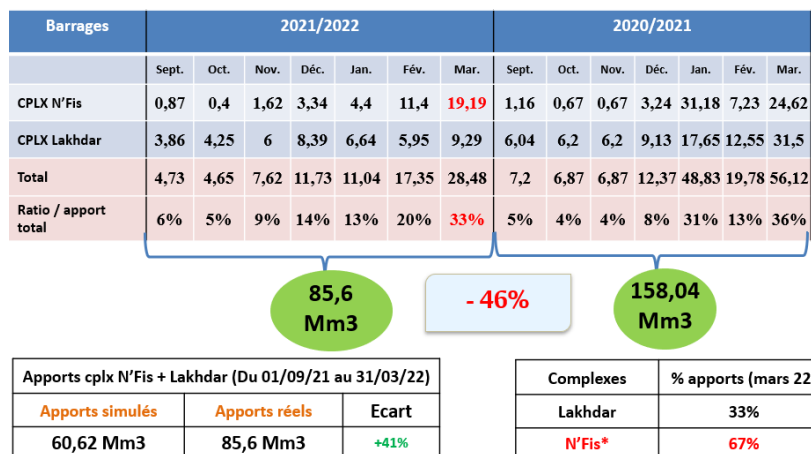 Barrages 2021/2022 2020/2021
Sept. Oct. Nov. Déc. Jan. Fév. Mar. Sept. Oct. Nov. Déc. Jan. Fév. Mar.
CPLX N'Fis 0,87 0,4 1,62 3,34 4,4 11,4 19,19 1,16 0,67 0,67 3,24 31,18 7,23 24,62
CPLX Lakhdar 3,86 4,25 6 8,39 6,64 5,95 9,29 6,04 6,2 6,2 9,13 17,65 12,55 31,5
Total 4,73 4,65 7,62 11,73 11,04 17,35 28,48 7,2 6,87 6,87 12,37 48,83 19,78 56,12
Ratio / apport
total 6% 5% 9% 14% 13% 20% 33% 5% 4% 4% 8% 31% 13% 36%
85,6
Mm3
- 46%
158,04
Mm3
Apports cplx N'Fis + Lakhdar (Du 01/09/21 au 31/03/22)
Apports simulés Apports réels Ecart
60,62 Mm3 85,6 Mm3 +41%
Complexes % apports (mars 22
Lakhdar 33%
N'Fis* 67%